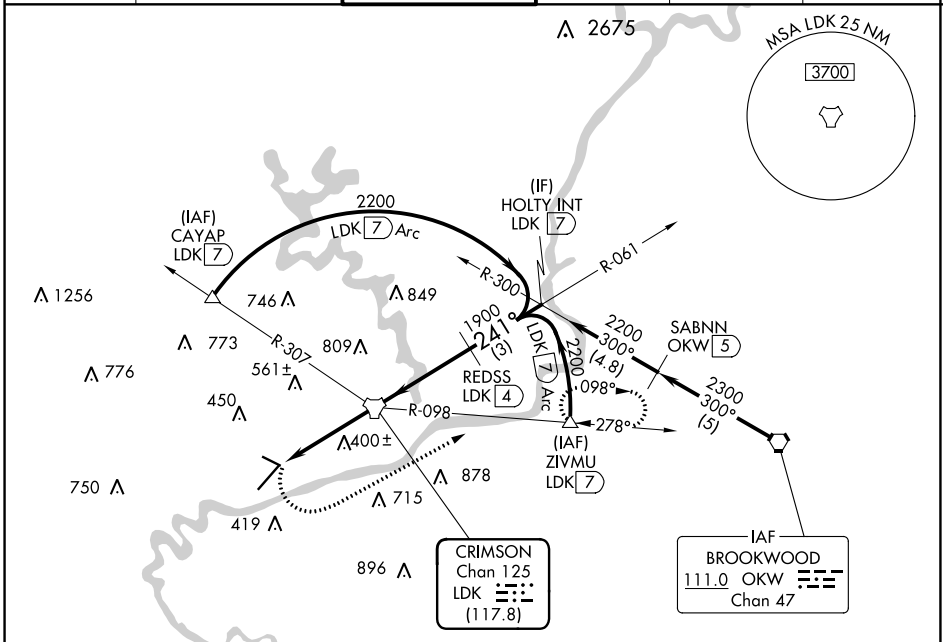 2675
MSA LDK 25 NM
3700
(IAF)
CAYAP
LDK 7
2200
LDK 7 Arc
(IF)
HOLTY INT
LDK 7
R-300
R-061
1256
746
849
773
R-307
809
776
561±
450
1900
241°
(3)
REDSS
LDK 4
LDK 7 Arc
2200
2200
300°
(4.8)
SABNN
OKW 5
2300
300°
(5)
098°
278°
R-098
400±
(IAF)
ZIVMU
LDK 7
750
878
715
419
896
CRIMSON
Chan 125
LDK
(117.8)
IAF
BROOKWOOD
111.0 OKW
Chan 47